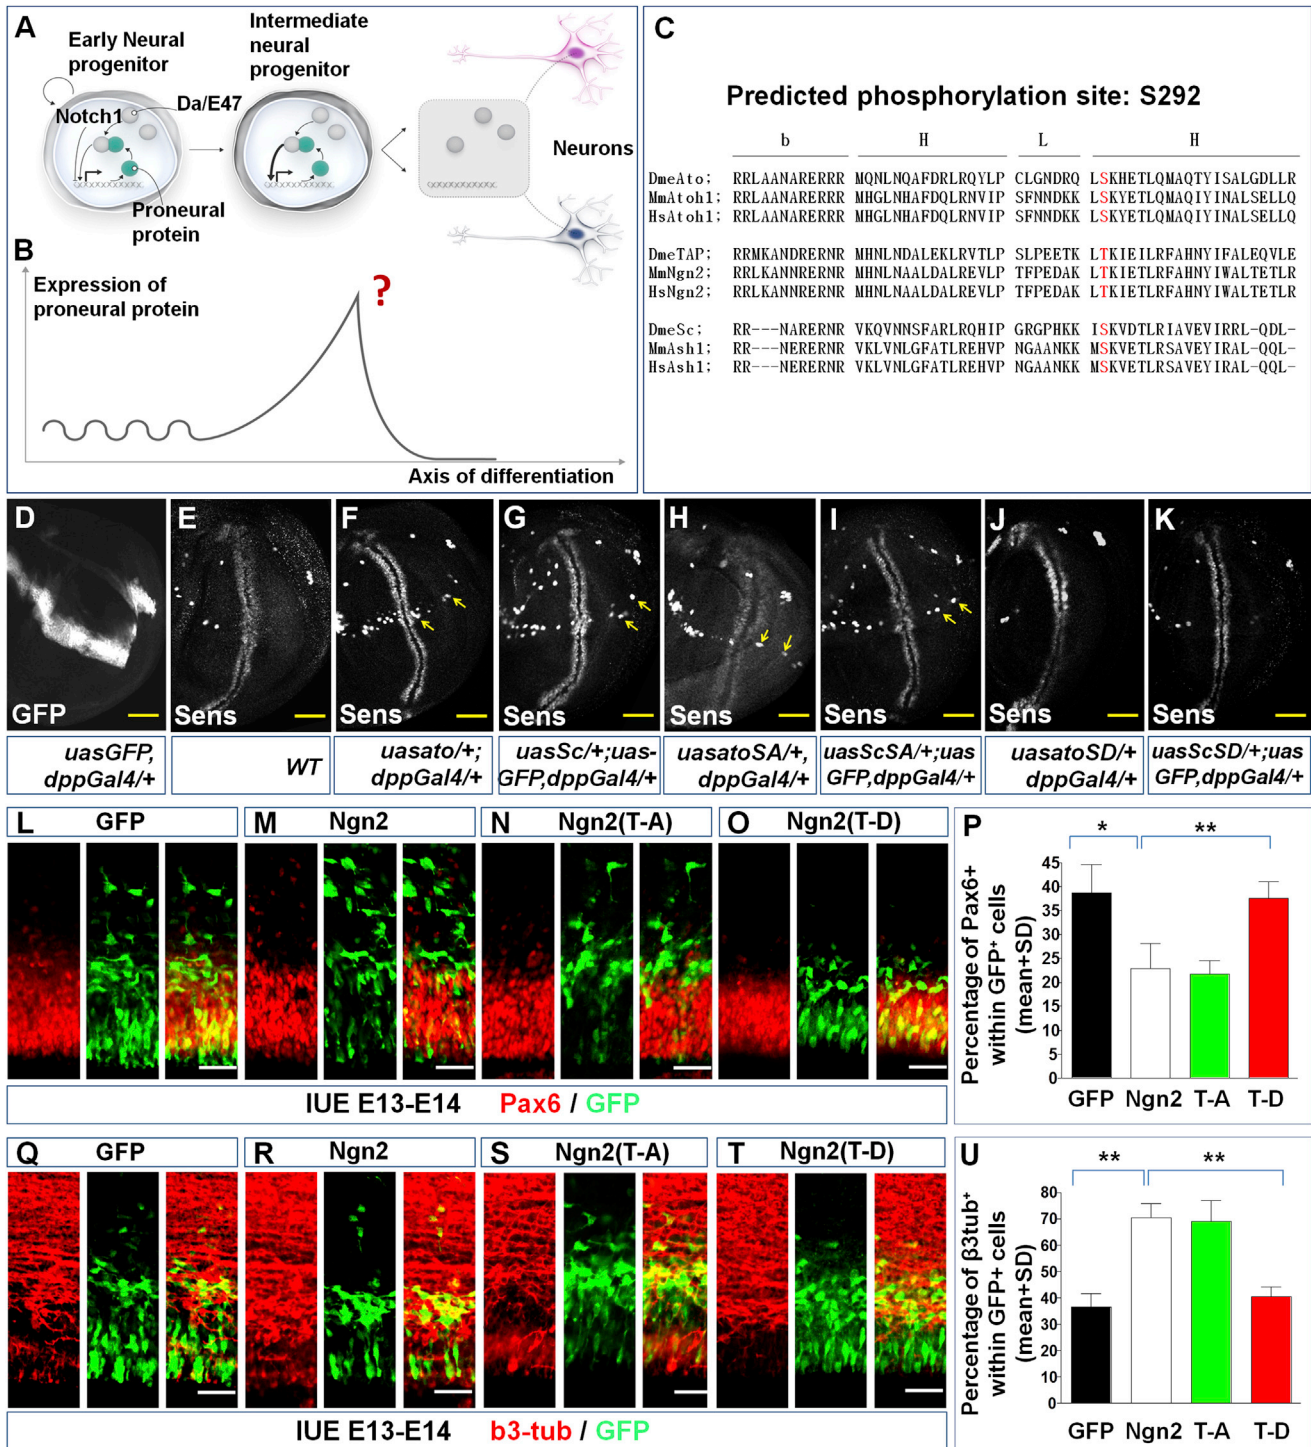 A
Early Neural
progenitor
Intermediate
neural
progenitor
Notch1
Da/E47
Proneural
protein
Neurons
B
Expression of
proneural protein
?
Axis of differentiation
C
Predicted phosphorylation site: S292
b H L H
DmeAto; RRLAANARERRR MQNLNQAFDRLRQYLP CLGNDRQ LSKHETLQMAQTYISALGDLLR
MmAtoh1; RRLAANARERRR MHGLNHAFDQLRNVIP SFNNDKK LSKYETLQMAQIYINALSELLQ
HsAtoh1; RRLAANARERRR MHGLNHAFDQLRNVIP SFNNDKK LSKYETLQMAQIYINALSELLQ
DmeTAP; RRMKANDRERNR MHNLNDALEKLRVTLP SLPEETK LTKIEILRFAHNYIFALEQVLE
MmNgn2; RRLKANNRERNR MHNLNAALDALREVLP TFPEDAK LTKIETLRFAHNYIWALTETLR
HsNgn2; RRLKANNRERNR MHNLNAALDALREVLP TFPEDAK LTKIETLRFAHNYIWALTETLR
DmeSc; RR---NARERNR VKQVNNSFARLRQHIP GRGPHKK ISKVDTLRIAVEVIRRL-QDL-
MmAsh1; RR---NERERNR VKLVNLGFATLREHVP NGAANKK MSKVETLRSAVEYIRAL-QQL-
HsAsh1; RR---NERERNR VKLVNLGFATLREHVP NGAANKK MSKVETLRSAVEYIRAL-QQL-
D E F G H I J K
GFP Sens Sens Sens Sens Sens Sens Sens
uasGFP,
dppGal4/+
WT
uasato/+;
dppGal4/+
uasSc/+;uas-
GFP,dppGal4/+
uasatoSA/+,
dppGal4/+
uasScSA/+;uas
GFP,dppGal4/+
uasatoSD/+
dppGal4/+
uasScSD/+;uas
GFP,dppGal4/+
L GFP M Ngn2 N Ngn2(T-A) O Ngn2(T-D)
IUE E13-E14 Pax6 / GFP
P
* **
Percentage of Pax6+
within GFP+ cells
(mean+SD)
45
40
35
30
25
20
15
10
5
0
GFP Ngn2 T-A T-D
Q GFP R Ngn2 S Ngn2(T-A) T Ngn2(T-D)
IUE E13-E14 b3-tub / GFP
U
** **
Percentage of β3tub+
within GFP+ cells
(mean+SD)
80
70
60
50
40
30
20
10
0
GFP Ngn2 T-A T-D